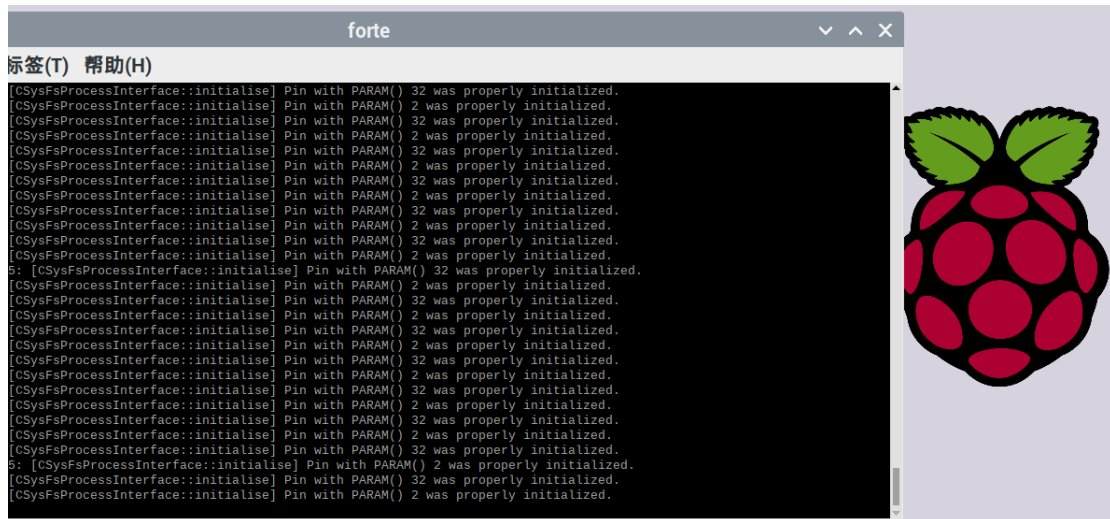 forte
标签(T) 帮助(H)
[CSysFsProcessInterface::initialise] Pin with PARAM() 32 was properly initialized.
[CSysFsProcessInterface::initialise] Pin with PARAM() 2 was properly initialized.
[CSysFsProcessInterface::initialise] Pin with PARAM() 32 was properly initialized.
[CSysFsProcessInterface::initialise] Pin with PARAM() 2 was properly initialized.
[CSysFsProcessInterface::initialise] Pin with PARAM() 32 was properly initialized.
[CSysFsProcessInterface::initialise] Pin with PARAM() 2 was properly initialized.
[CSysFsProcessInterface::initialise] Pin with PARAM() 32 was properly initialized.
[CSysFsProcessInterface::initialise] Pin with PARAM() 2 was properly initialized.
[CSysFsProcessInterface::initialise] Pin with PARAM() 32 was properly initialized.
[CSysFsProcessInterface::initialise] Pin with PARAM() 2 was properly initialized.
[CSysFsProcessInterface::initialise] Pin with PARAM() 32 was properly initialized.
[CSysFsProcessInterface::initialise] Pin with PARAM() 2 was properly initialized.
5: [CSysFsProcessInterface::initialise] Pin with PARAM() 32 was properly initialized.
[CSysFsProcessInterface::initialise] Pin with PARAM() 2 was properly initialized.
[CSysFsProcessInterface::initialise] Pin with PARAM() 32 was properly initialized.
[CSysFsProcessInterface::initialise] Pin with PARAM() 2 was properly initialized.
[CSysFsProcessInterface::initialise] Pin with PARAM() 32 was properly initialized.
[CSysFsProcessInterface::initialise] Pin with PARAM() 2 was properly initialized.
[CSysFsProcessInterface::initialise] Pin with PARAM() 32 was properly initialized.
[CSysFsProcessInterface::initialise] Pin with PARAM() 2 was properly initialized.
[CSysFsProcessInterface::initialise] Pin with PARAM() 32 was properly initialized.
[CSysFsProcessInterface::initialise] Pin with PARAM() 2 was properly initialized.
[CSysFsProcessInterface::initialise] Pin with PARAM() 32 was properly initialized.
[CSysFsProcessInterface::initialise] Pin with PARAM() 2 was properly initialized.
[CSysFsProcessInterface::initialise] Pin with PARAM() 32 was properly initialized.
5: [CSysFsProcessInterface::initialise] Pin with PARAM() 2 was properly initialized.
[CSysFsProcessInterface::initialise] Pin with PARAM() 32 was properly initialized.
[CSysFsProcessInterface::initialise] Pin with PARAM() 2 was properly initialized.